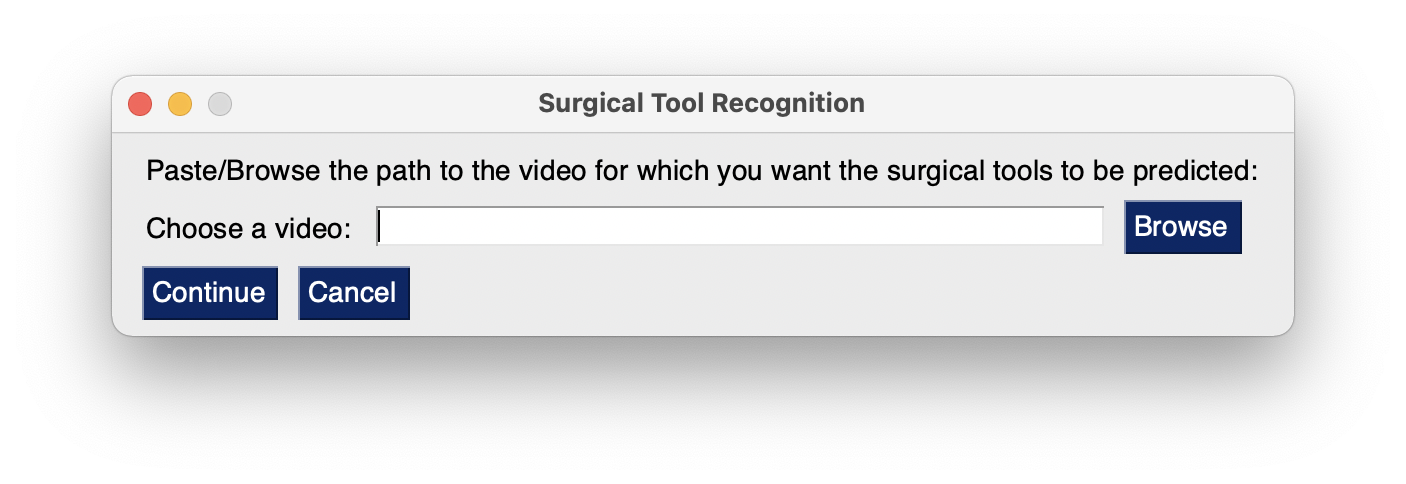 Surgical Tool Recognition
Paste/Browse the path to the video for which you want the surgical tools to be predicted:
Choose a video: Browse
Continue Cancel